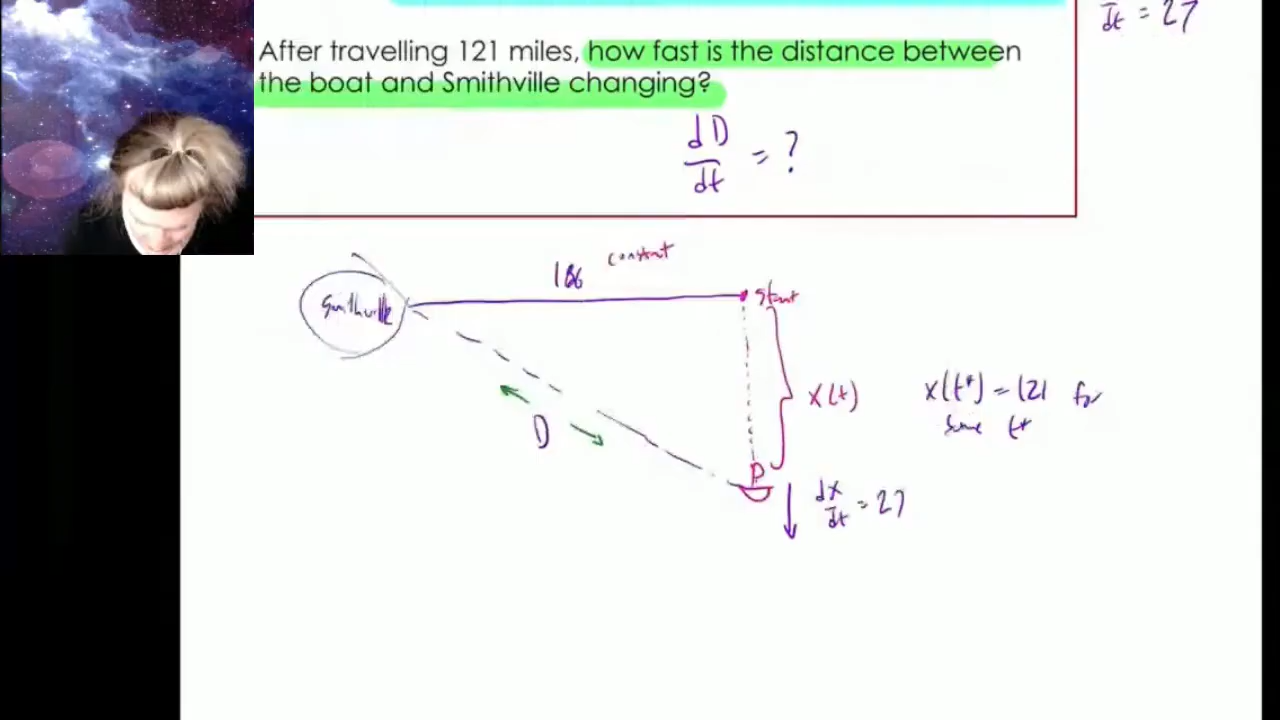 dt = 27
After travelling 121 miles, how fast is the distance between
the boat and Smithville changing?
dD
dt = ?
constant
186
Start
Smithville
x(t)
x(t*) = 121 for
some t*
D
P
dx
dt = 27